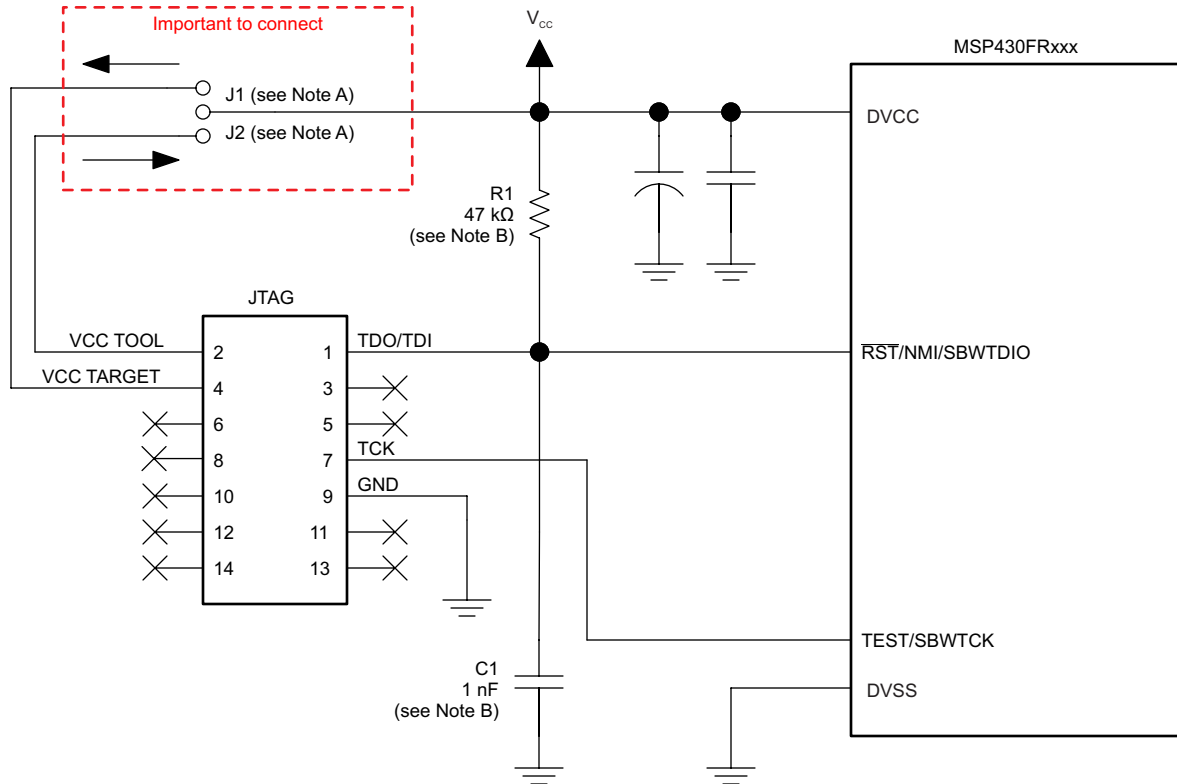 Important to connect
V_CC
MSP430FRxxx
J1 (see Note A)
J2 (see Note A)
DVCC
R1
47 kΩ
(see Note B)
JTAG
VCC TOOL
2
1
TDO/TDI
R̅S̅T̅/NMI/SBWTDIO
VCC TARGET
4
3
6
5
8
7
TCK
10
9
GND
12
11
14
13
TEST/SBWTCK
C1
1 nF
(see Note B)
DVSS